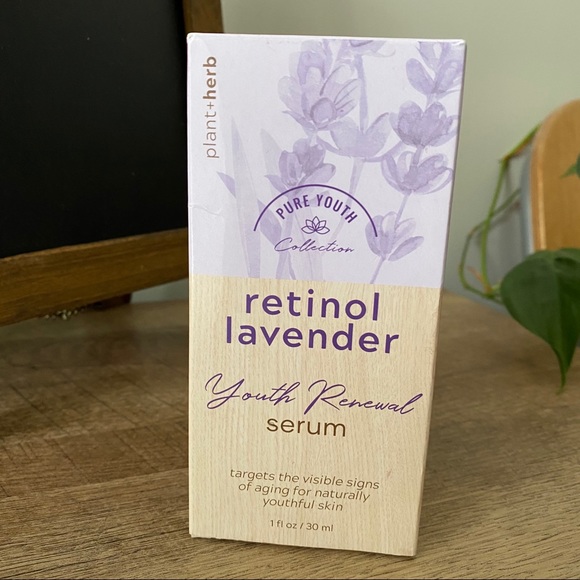 plant+herb
PURE YOUTH
Collection
retinol
lavender
Youth Renewal
serum
targets the visible signs
of aging for naturally
youthful skin
1 fl oz / 30 ml